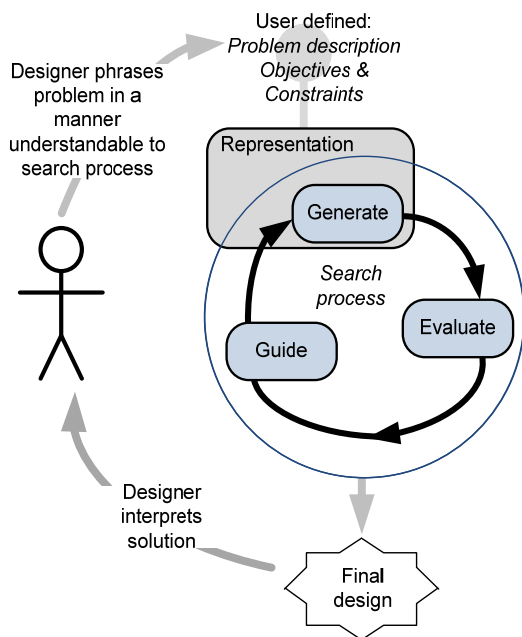 User defined:
Problem description
Objectives &
Constraints
Designer phrases
problem in a
manner
understandable to
search process
Representation
Generate
Search
process
Evaluate
Guide
Designer
interprets
solution
Final
design